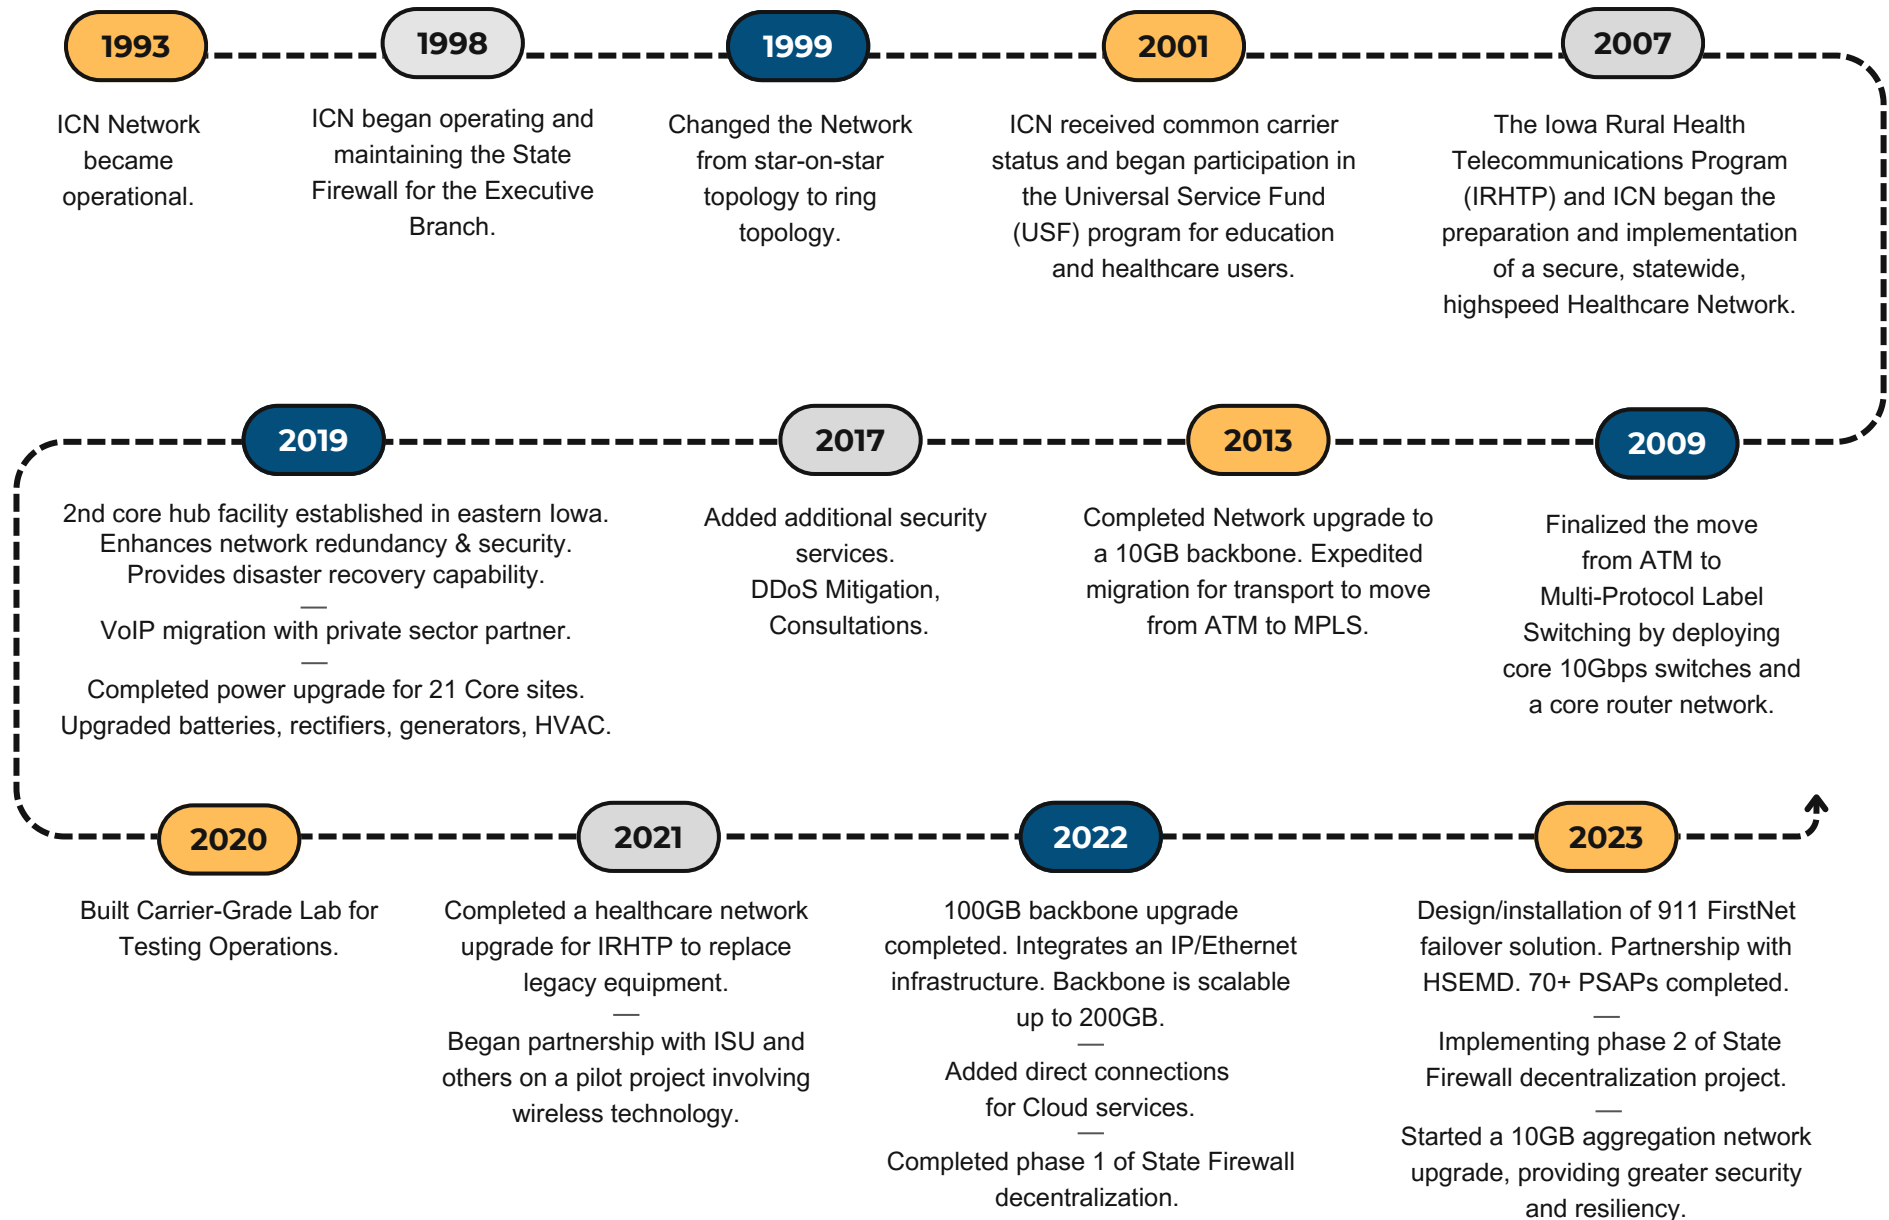 1993
ICN Network
became
operational.
1998
ICN began operating and
maintaining the State
Firewall for the Executive
Branch.
1999
Changed the Network
from star-on-star
topology to ring
topology.
2001
ICN received common carrier
status and began participation in
the Universal Service Fund
(USF) program for education
and healthcare users.
2007
The Iowa Rural Health
Telecommunications Program
(IRHTP) and ICN began the
preparation and implementation
of a secure, statewide,
highspeed Healthcare Network.
2009
Finalized the move
from ATM to
Multi-Protocol Label
Switching by deploying
core 10Gbps switches and
a core router network.
2013
Completed Network upgrade to
a 10GB backbone. Expedited
migration for transport to move
from ATM to MPLS.
2017
Added additional security
services.
DDoS Mitigation,
Consultations.
2019
2nd core hub facility established in eastern Iowa.
Enhances network redundancy & security.
Provides disaster recovery capability.
VoIP migration with private sector partner.
Completed power upgrade for 21 Core sites.
Upgraded batteries, rectifiers, generators, HVAC.
2020
Built Carrier-Grade Lab for
Testing Operations.
2021
Completed a healthcare network
upgrade for IRHTP to replace
legacy equipment.
Began partnership with ISU and
others on a pilot project involving
wireless technology.
2022
100GB backbone upgrade
completed. Integrates an IP/Ethernet
infrastructure. Backbone is scalable
up to 200GB.
Added direct connections
for Cloud services.
Completed phase 1 of State Firewall
decentralization.
2023
Design/installation of 911 FirstNet
failover solution. Partnership with
HSEMD. 70+ PSAPs completed.
Implementing phase 2 of State
Firewall decentralization project.
Started a 10GB aggregation network
upgrade, providing greater security
and resiliency.